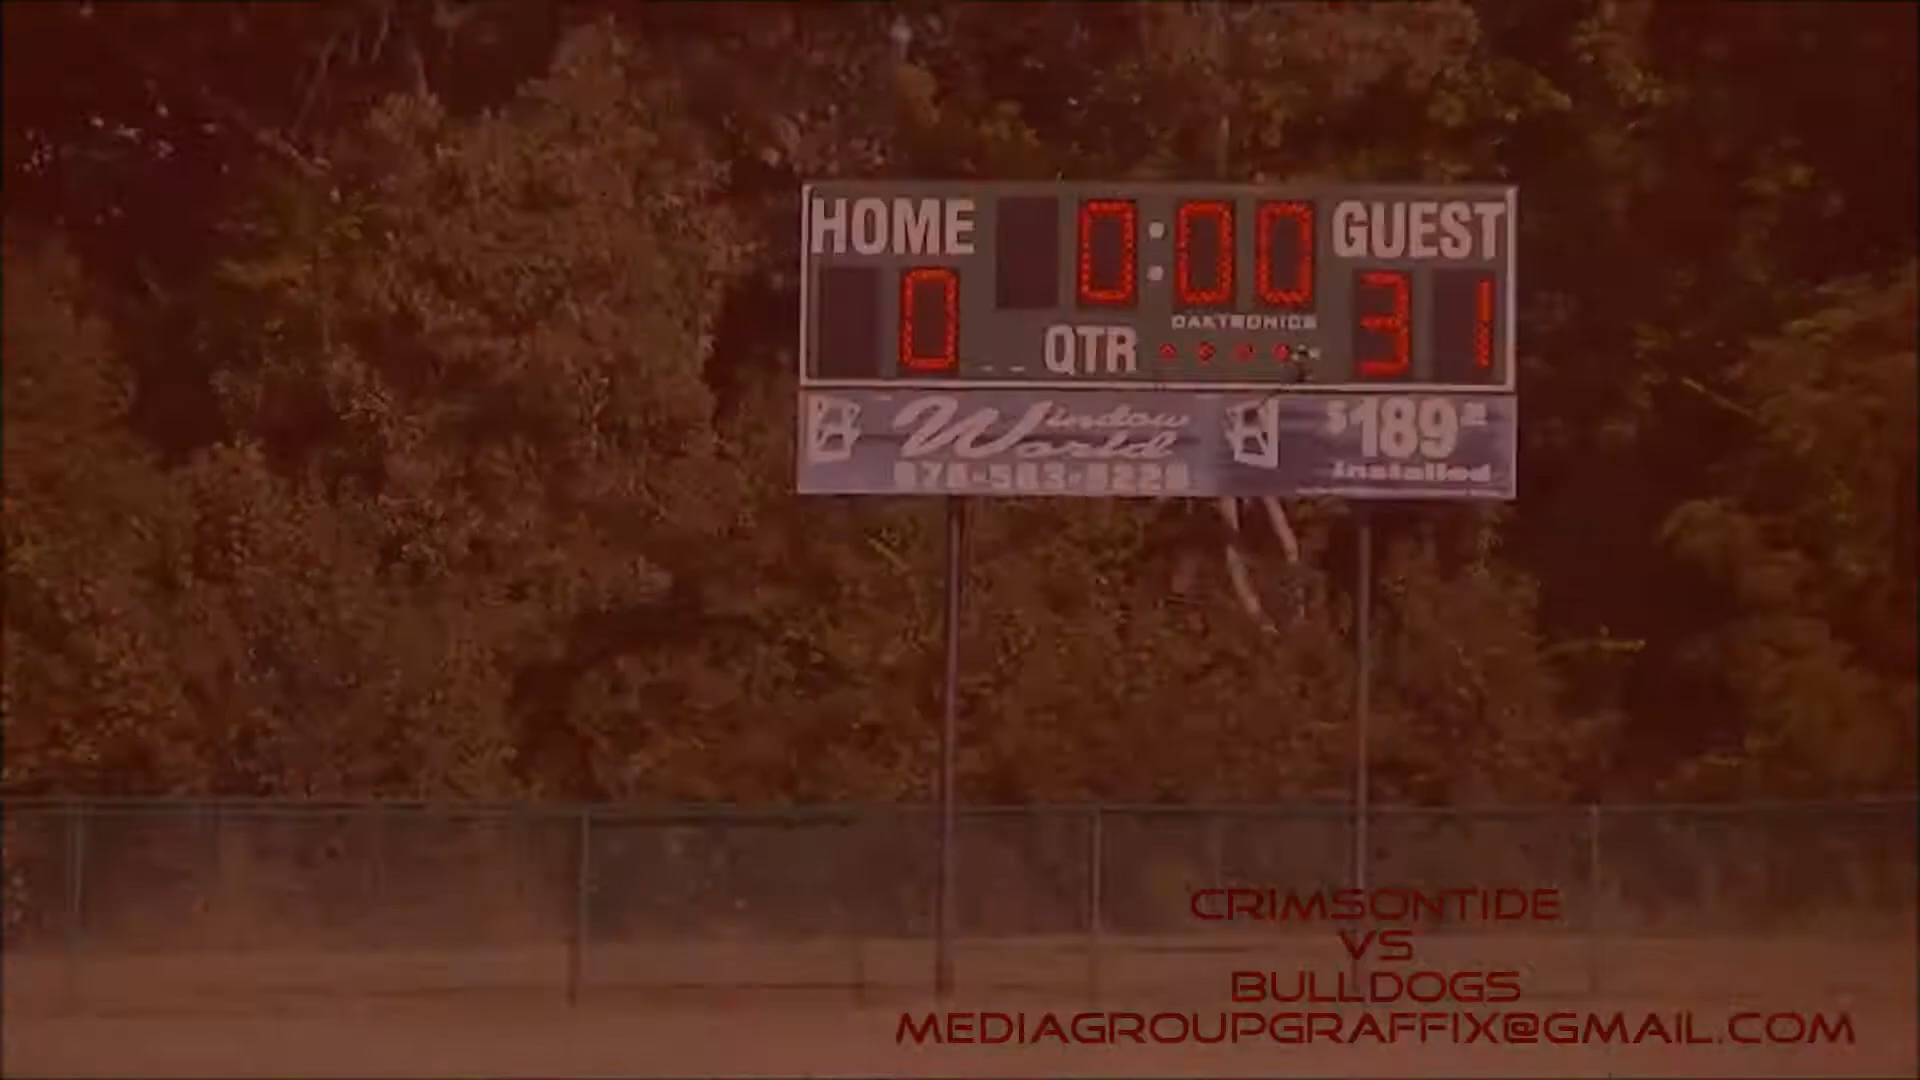 HOME 0:00 GUEST
0 31
DAKTRONICS
QTR
Window World
$189
Installed
CRIMSONTIDE
VS
BULLDOGS
MEDIAGROUPGRAFFIX@GMAIL.COM